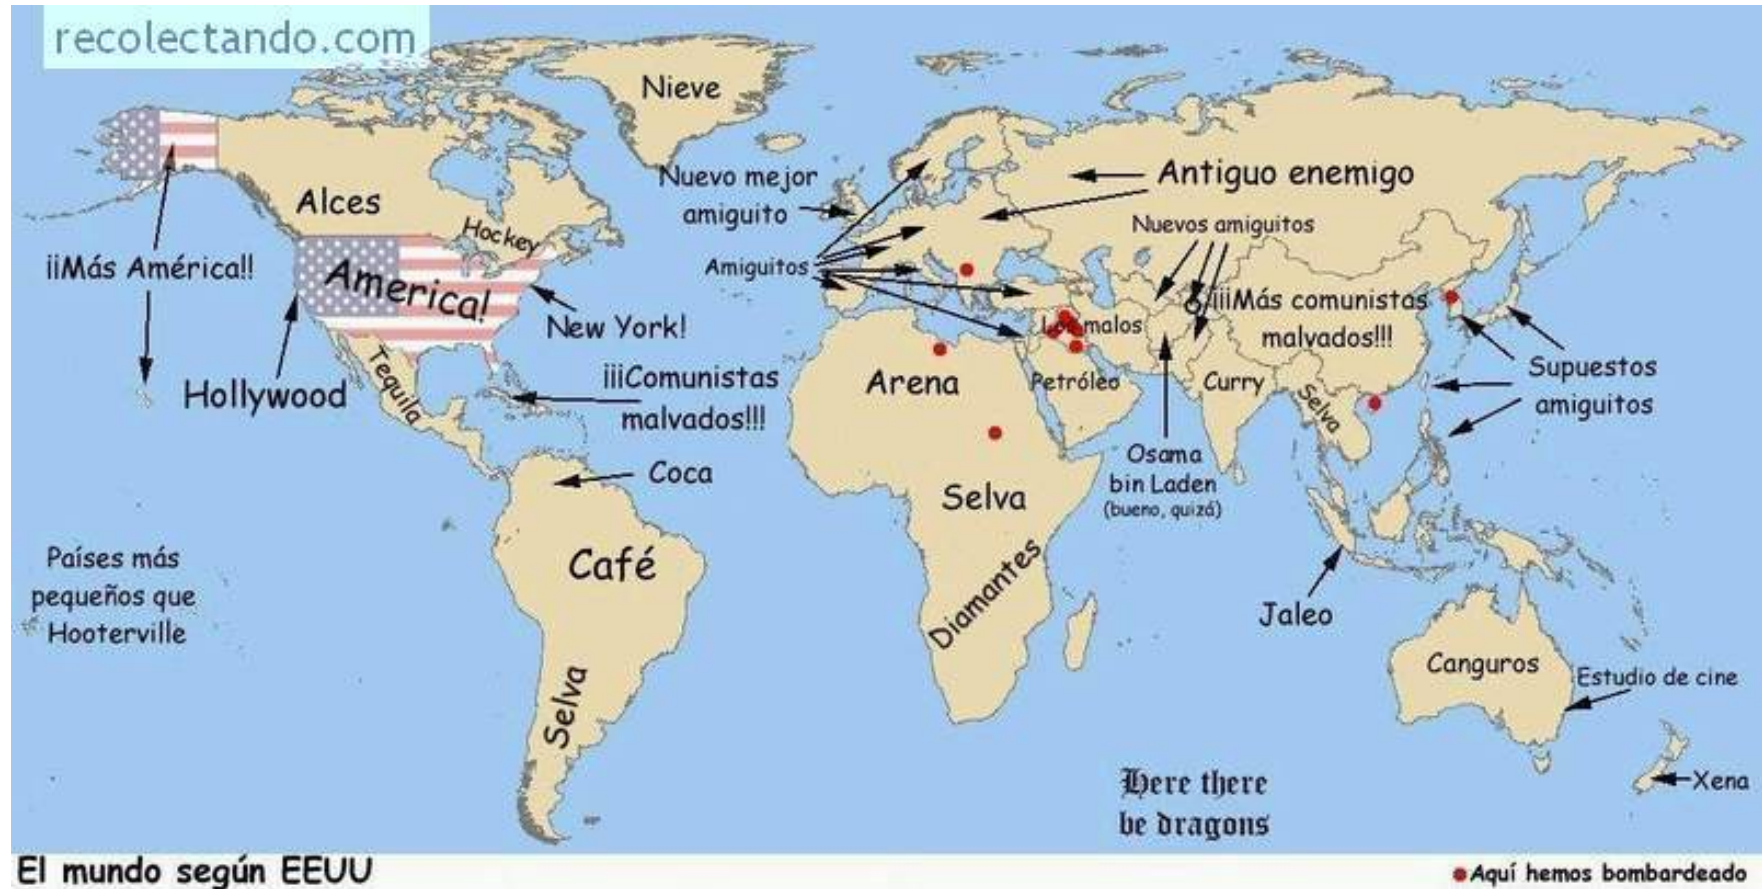 recolectando.com
Nieve
Nuevo mejor
amiguito
Antiguo enemigo
Alces
Hockey
Nuevos amiguitos
¡¡Más América!!
America!
Amiguitos
¡¡¡Más comunistas
malvados!!!
New York!
Los malos
Hollywood
Tequila
¡¡¡Comunistas
malvados!!!
Arena
Petróleo
Curry
Selva
Supuestos
amiguitos
Coca
Osama
bin Laden
(bueno, quizá)
Selva
Países más
pequeños que
Hooterville
Café
Diamantes
Jaleo
Selva
Canguros
Estudio de cine
Here there
be dragons
Xena
El mundo según EEUU
Aquí hemos bombardeado